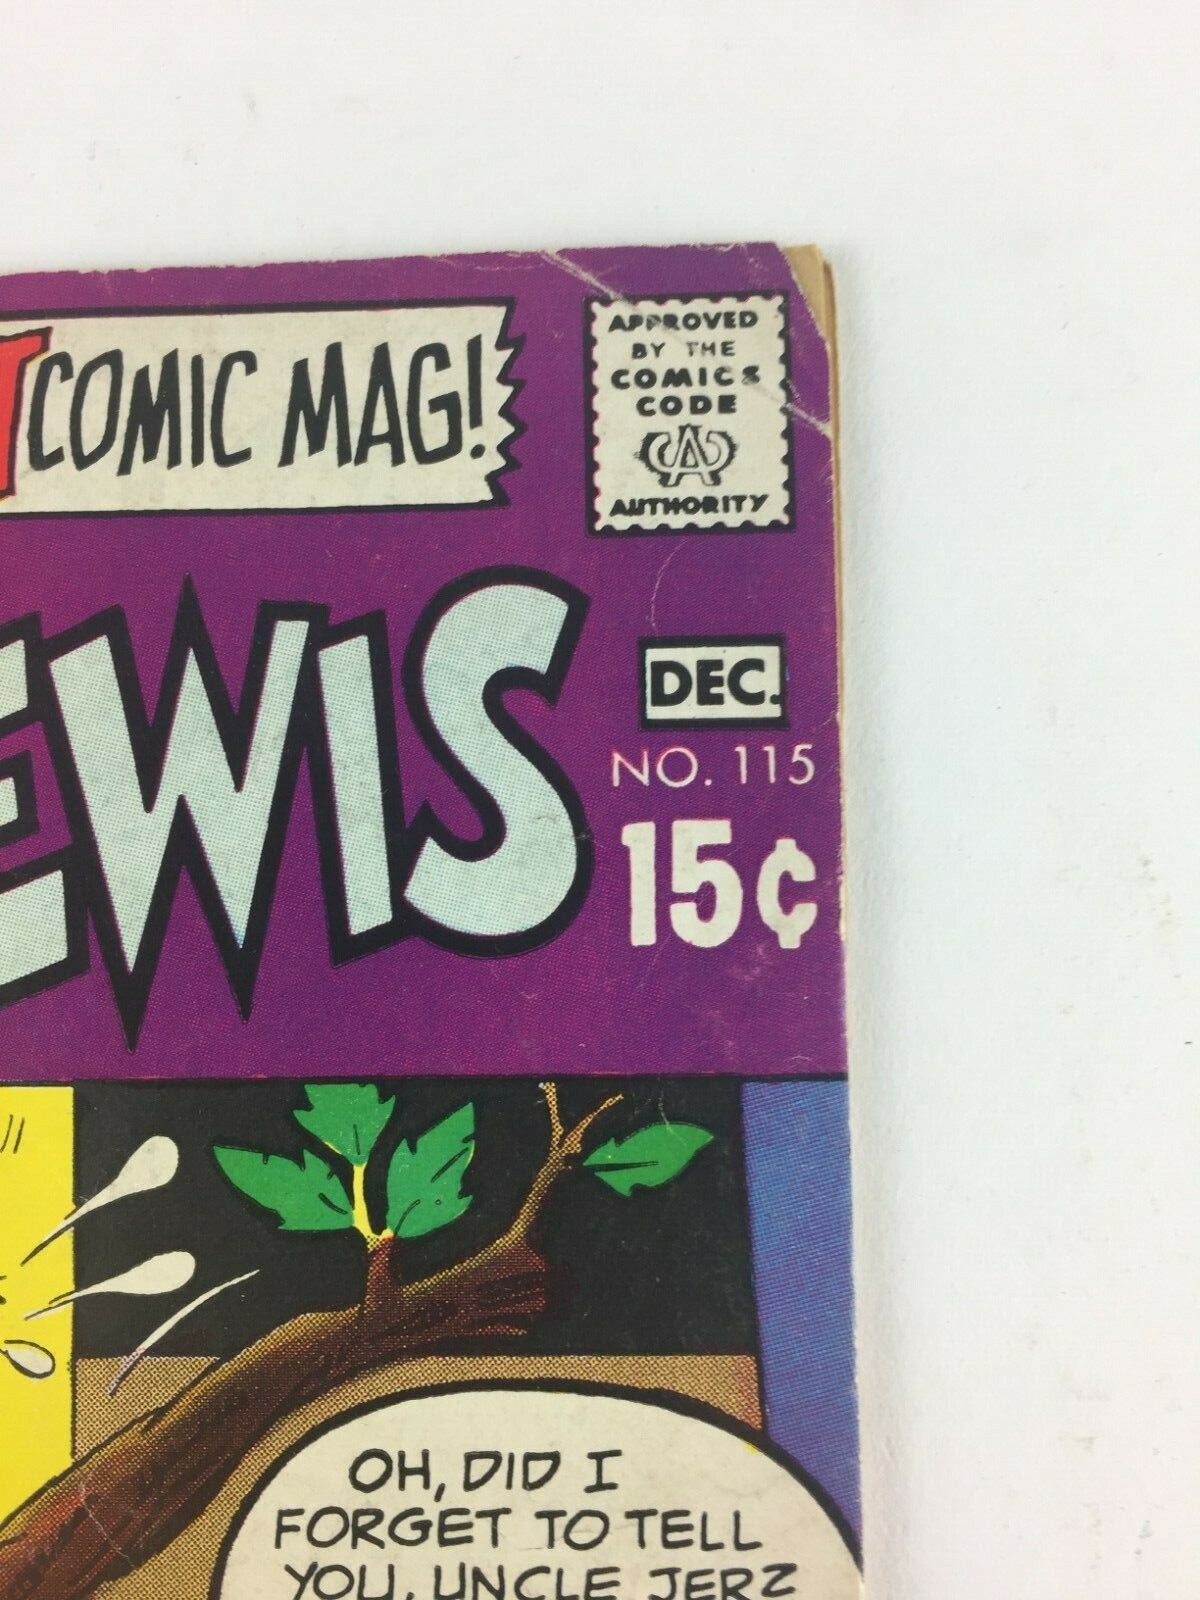 COMIC MAG!
APPROVED
BY THE
COMICS
CODE
CA
AUTHORITY
EWIS
DEC.
NO. 115
15¢
OH, DID I
FORGET TO TELL
YOU, UNCLE JERZ